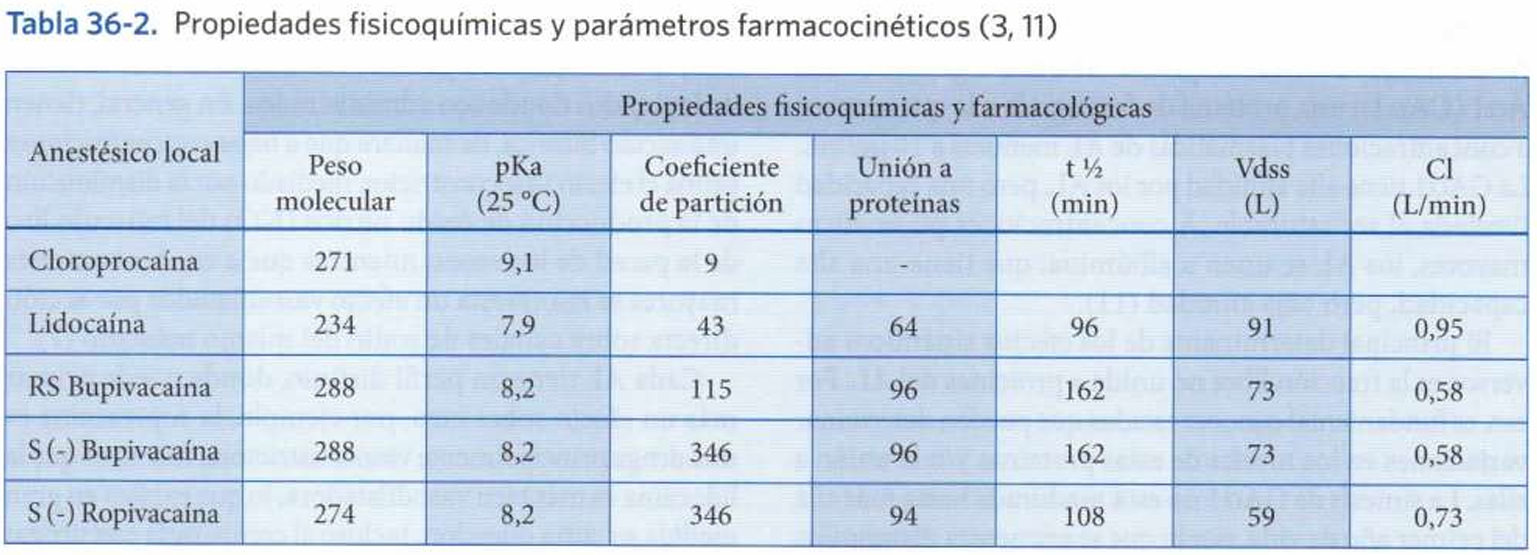 Tabla 36-2. Propiedades fisicoquímicas y parámetros farmacocinéticos (3, 11)
Propiedades fisicoquímicas y farmacológicas
Anestésico local Peso molecular pKa (25 °C) Coeficiente de partición Unión a proteínas t ½ (min) Vdss (L) Cl (L/min)
Cloroprocaína 271 9,1 9 - - - -
Lidocaína 234 7,9 43 64 96 91 0,95
RS Bupivacaína 288 8,2 115 96 162 73 0,58
S (-) Bupivacaína 288 8,2 346 96 162 73 0,58
S (-) Ropivacaína 274 8,2 346 94 108 59 0,73